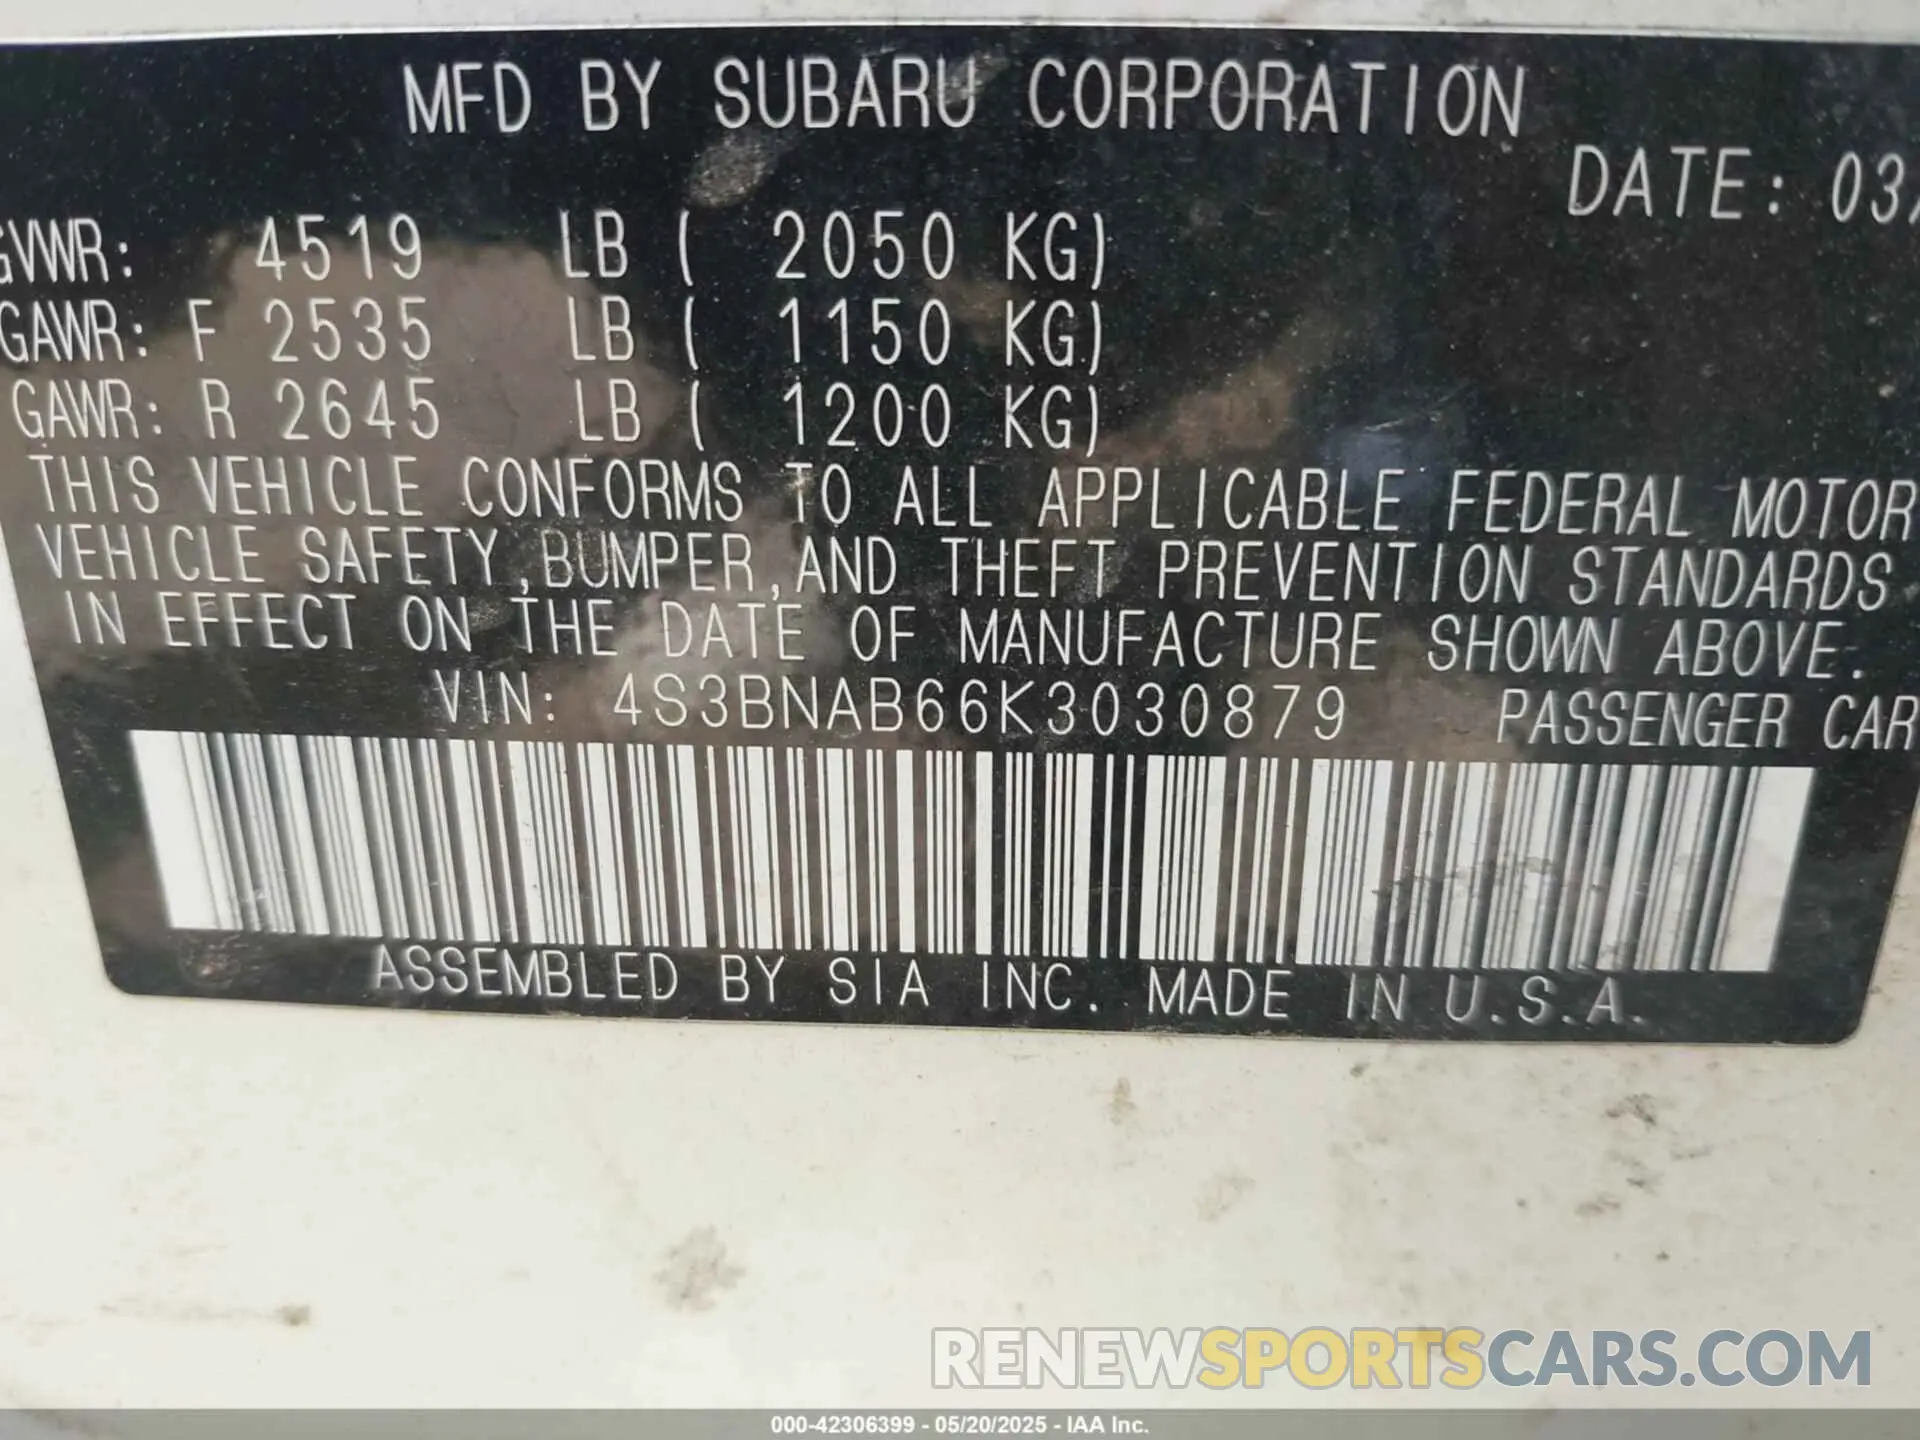 MFD BY SUBARU CORPORATION
DATE: 03/
GVWR: 4519 LB ( 2050 KG)
GAWR: F 2535 LB ( 1150 KG)
GAWR: R 2645 LB ( 1200 KG)
THIS VEHICLE CONFORMS TO ALL APPLICABLE FEDERAL MOTOR
VEHICLE SAFETY,BUMPER,AND THEFT PREVENTION STANDARDS
IN EFFECT ON THE DATE OF MANUFACTURE SHOWN ABOVE.
VIN: 4S3BNAB66K3030879 PASSENGER CAR
ASSEMBLED BY SIA INC. MADE IN U.S.A.
RENEWSPORTSCARS.COM
000-42306399 - 05/20/2025 - IAA Inc.